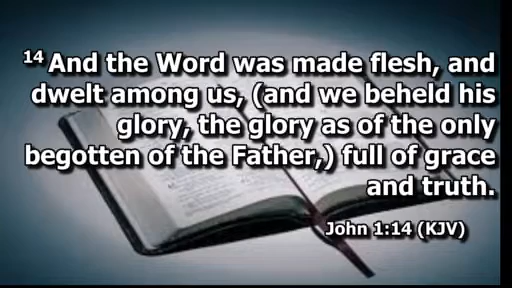 14 And the Word was made flesh, and
dwelt among us, (and we beheld his
glory, the glory as of the only
begotten of the Father,) full of grace
and truth.
John 1:14 (KJV)